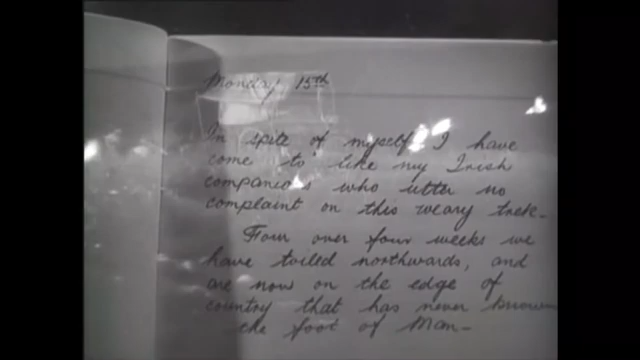 Monday 15th
In spite of myself I have
come to like my Irish
companions who utter no
complaint on this weary trek-
Four over four weeks we
have toiled northwards, and
are now on the edge of
country that has never known
the foot of Man-